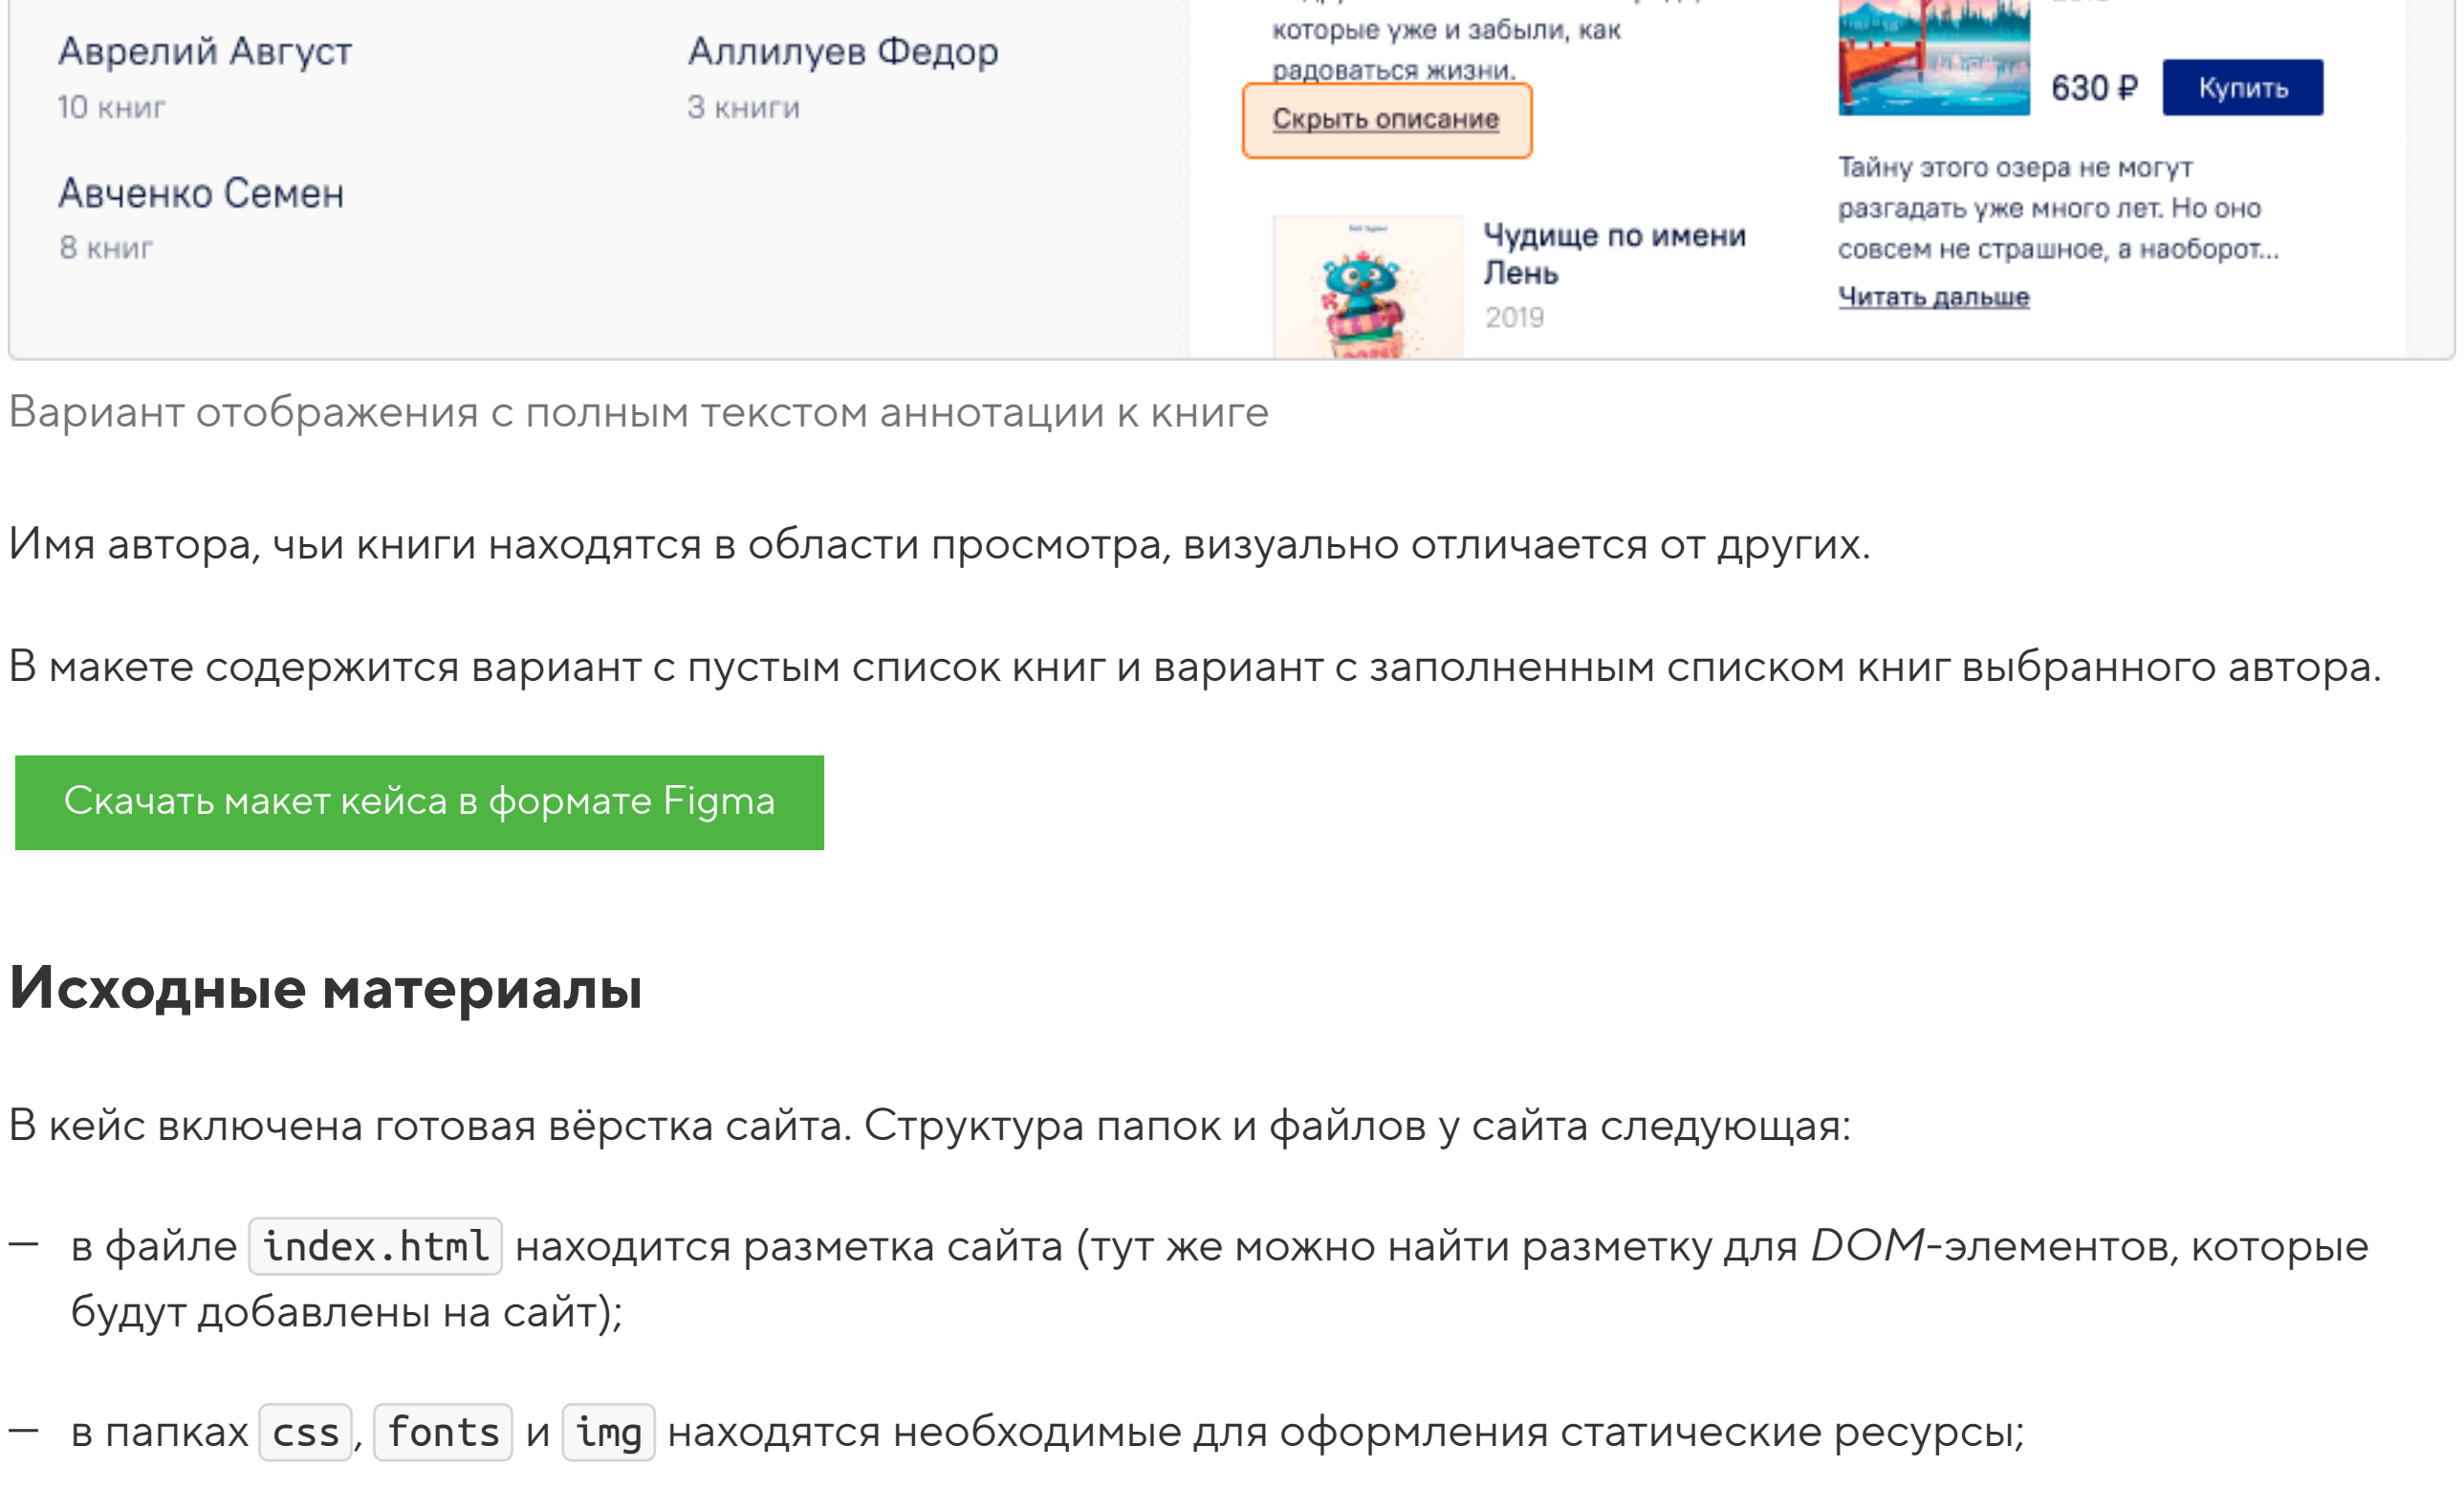 Аврелий Август
10 книг
Аллилуев Федор
3 книги
Авченко Семен
8 книг
которые уже и забыли, как
радоваться жизни.
Скрыть описание
Чудище по имени
Лень
2019
630 ₽
Купить
Тайну этого озера не могут
разгадать уже много лет. Но оно
совсем не страшное, а наоборот...
Читать дальше
Вариант отображения с полным текстом аннотации к книге
Имя автора, чьи книги находятся в области просмотра, визуально отличается от других.
В макете содержится вариант с пустым список книг и вариант с заполненным списком книг выбранного автора.
Скачать макет кейса в формате Figma
Исходные материалы
В кейс включена готовая вёрстка сайта. Структура папок и файлов у сайта следующая:
— в файле index.html находится разметка сайта (тут же можно найти разметку для DOM-элементов, которые
будут добавлены на сайт);
— в папках css, fonts и img находятся необходимые для оформления статические ресурсы;